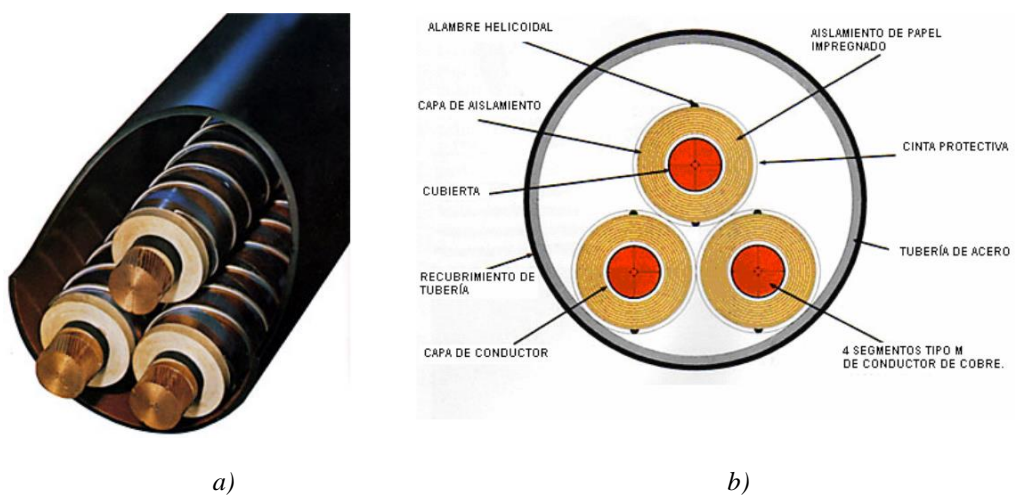 ALAMBRE HELICOIDAL
AISLAMIENTO DE PAPEL
IMPREGNADO
CAPA DE AISLAMIENTO
CINTA PROTECTIVA
CUBIERTA
TUBERÍA DE ACERO
RECUBRIMIENTO DE
TUBERÍA
CAPA DE CONDUCTOR
4 SEGMENTOS TIPO M
DE CONDUCTOR DE COBRE.
a)
b)